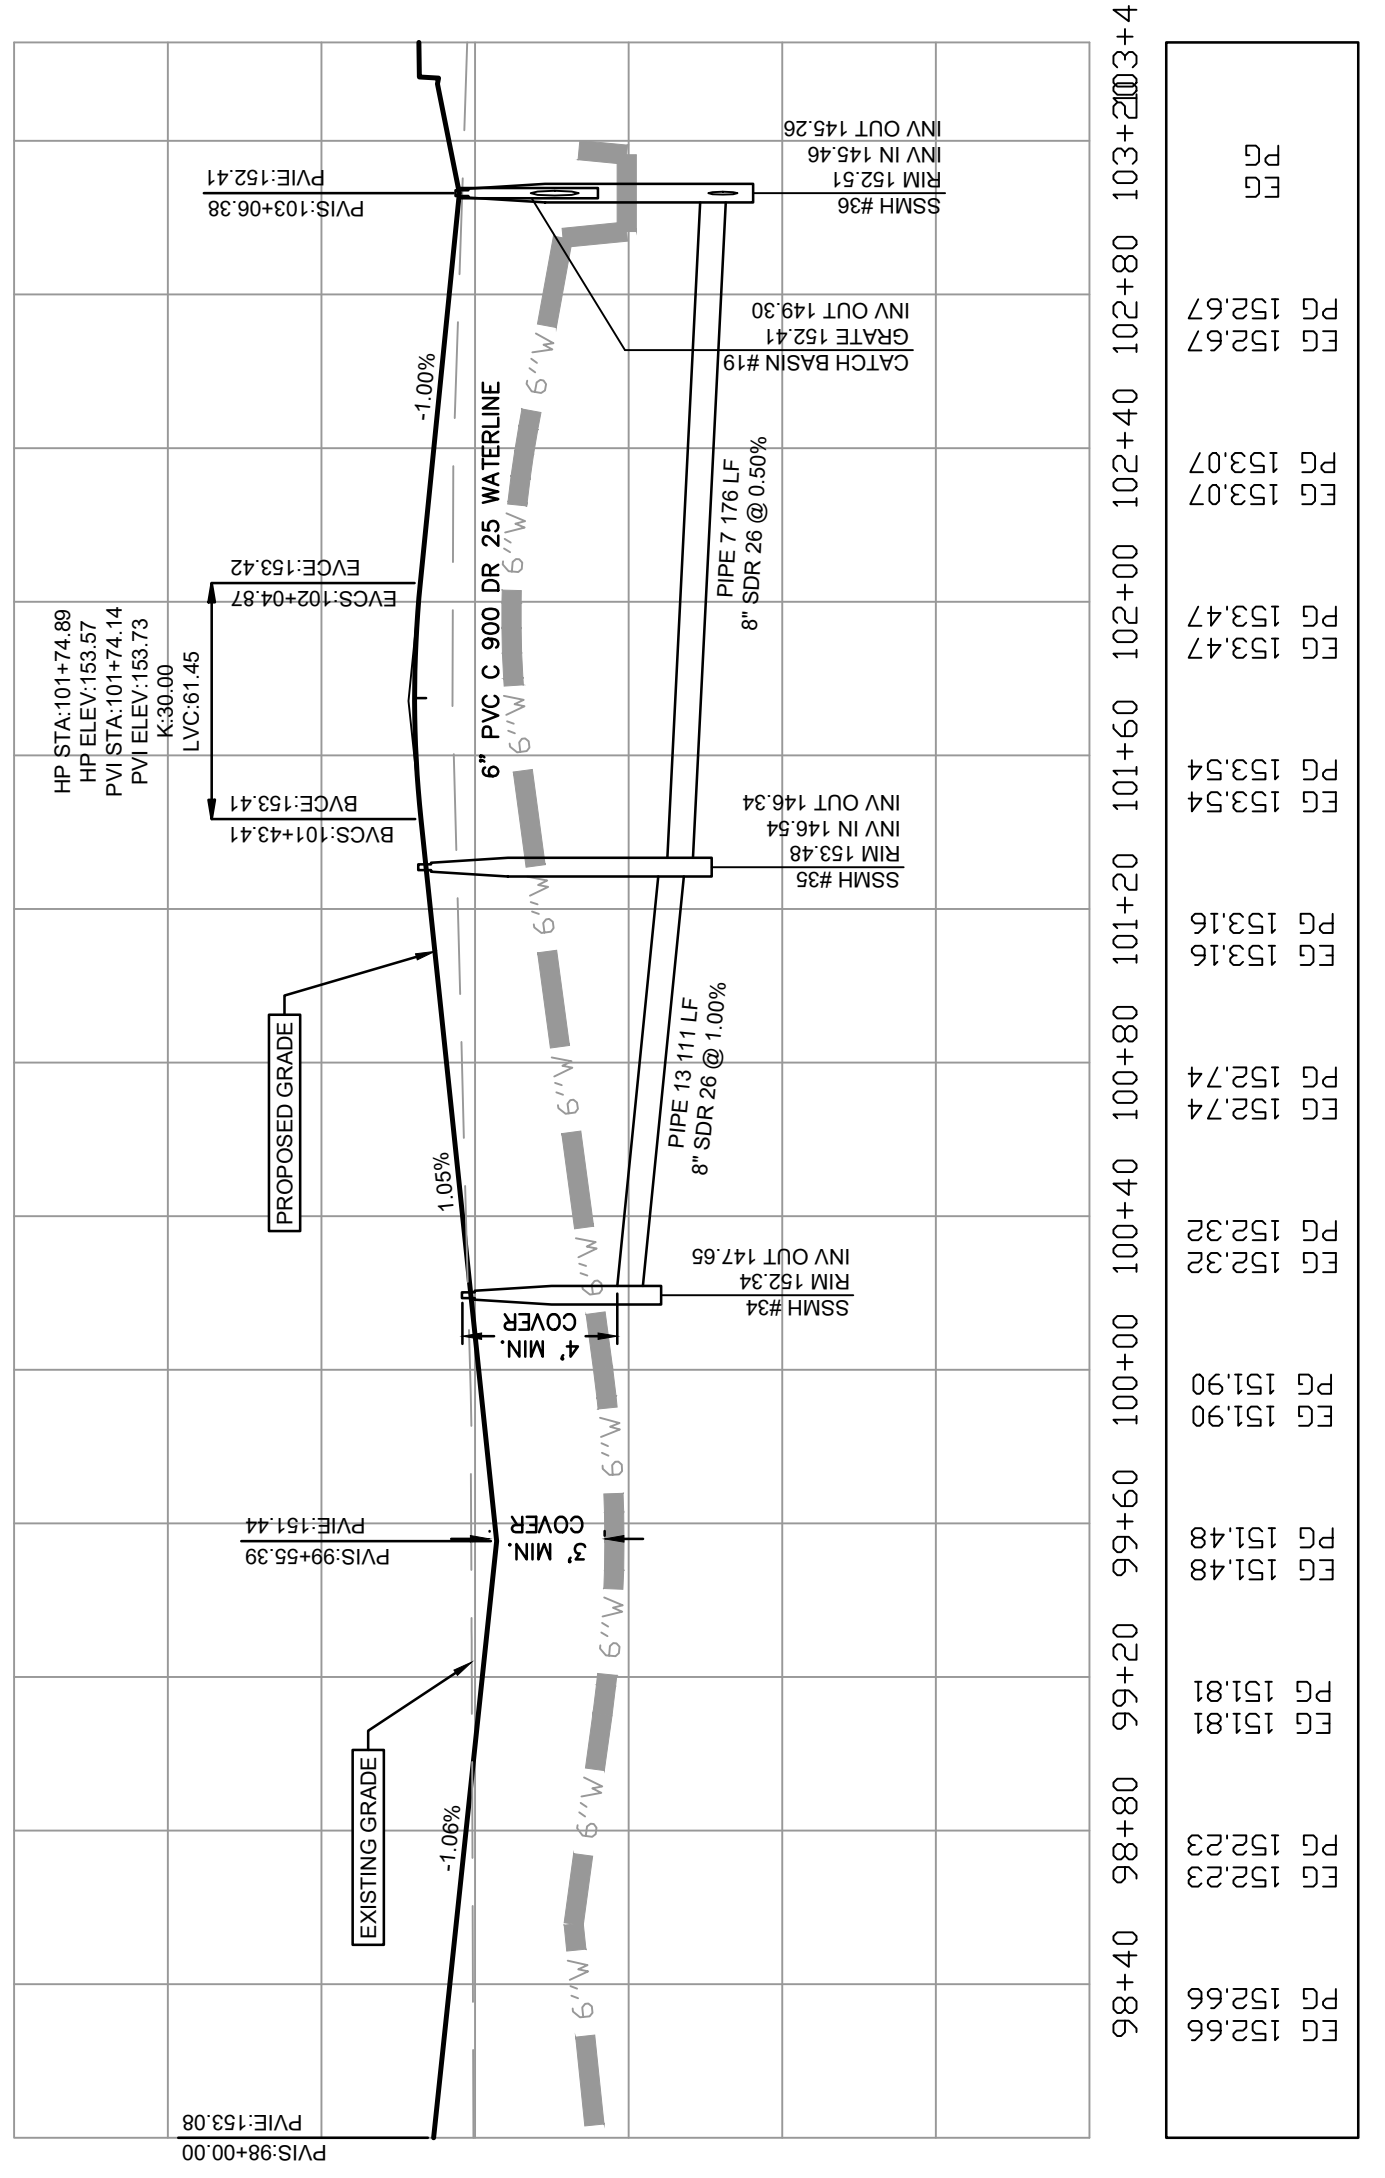 HP STA:101+74.89
HP ELEV:153.57
PVI STA:101+74.14
PVI ELEV:153.73
K:30.00
LVC:61.45
PVIS:98+00.00
PVIE:153.08
-1.06%
EXISTING GRADE
PVIS:99+55.39
PVIE:151.44
3' MIN.
COVER
4' MIN.
COVER
1.05%
PROPOSED GRADE
BVCS:101+43.41
BVCE:153.41
EVCS:102+04.87
EVCE:153.42
-1.00%
PVIS:103+06.38
PVIE:152.41
6" PVC C 900 DR 25 WATERLINE
6''W
6''W
6''W
6''W
6''W
6''W
6''W
6''W
6''W
6''W
SSMH #34
RIM 152.34
INV OUT 147.65
PIPE 13 111 LF
8" SDR 26 @ 1.00%
SSMH #35
RIM 153.48
INV IN 146.54
INV OUT 146.34
PIPE 7 176 LF
8" SDR 26 @ 0.50%
CATCH BASIN #19
GRATE 152.41
INV OUT 149.30
SSMH #36
RIM 152.51
INV IN 145.46
INV OUT 145.26
98+40
98+80
99+20
99+60
100+00
100+40
100+80
101+20
101+60
102+00
102+40
102+80
103+20
103+4
EG 152.66
PG 152.66
EG 152.23
PG 152.23
EG 151.81
PG 151.81
EG 151.48
PG 151.48
EG 151.90
PG 151.90
EG 152.32
PG 152.32
EG 152.74
PG 152.74
EG 153.16
PG 153.16
EG 153.54
PG 153.54
EG 153.47
PG 153.47
EG 153.07
PG 153.07
EG 152.67
PG 152.67
EG
PG